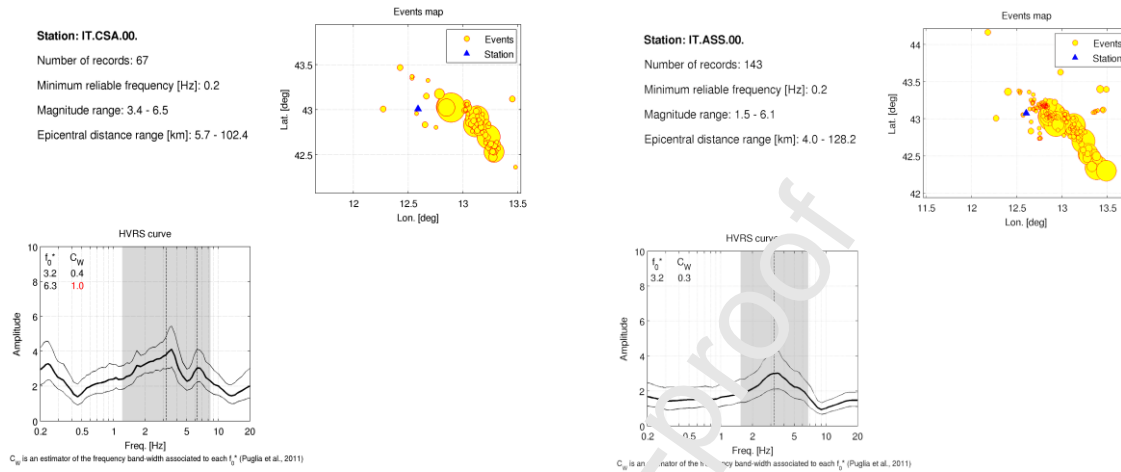 Station: IT.CSA.00.
Number of records: 67
Minimum reliable frequency [Hz]: 0.2
Magnitude range: 3.4 - 6.5
Epicentral distance range [km]: 5.7 - 102.4
Events map
Events
Station
43.5
43
42.5
Lat. [deg]
12
12.5
13
13.5
Lon. [deg]
HVRS curve
f0* CW
3.2 0.4
6.3 1.0
10
8
6
4
2
0
Amplitude
0.2 0.5 1 2 5 10 20
Freq. [Hz]
CW is an estimator of the frequency band-width associated to each f0* (Puglia et al., 2011)
Station: IT.ASS.00.
Number of records: 143
Minimum reliable frequency [Hz]: 0.2
Magnitude range: 1.5 - 6.1
Epicentral distance range [km]: 4.0 - 128.2
Events map
Events
Station
44
43.5
43
42.5
42
Lat. [deg]
11.5
12
12.5
13
13.5
Lon. [deg]
HVRS curve
f0* CW
3.2 0.3
10
8
6
4
2
0
Amplitude
0.2 0.5 1 2 5 10 20
Freq. [Hz]
CW is an estimator of the frequency band-width associated to each f0* (Puglia et al., 2011)
proof